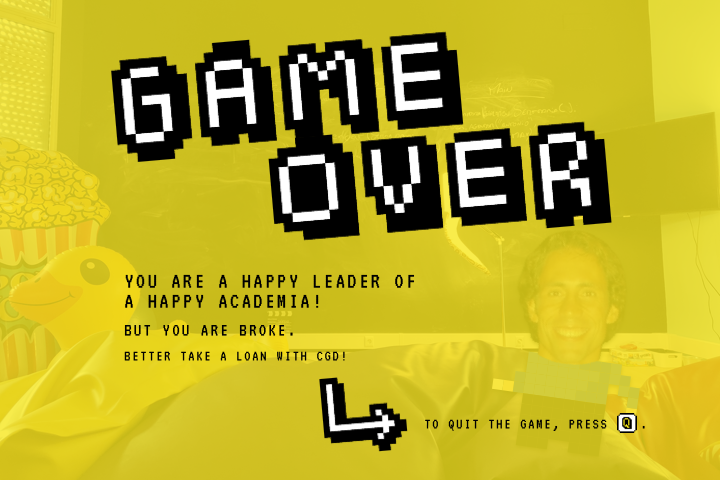 GAME
OVER
YOU ARE A HAPPY LEADER OF
A HAPPY ACADEMIA!
BUT YOU ARE BROKE.
BETTER TAKE A LOAN WITH CGD!
TO QUIT THE GAME, PRESS Q.